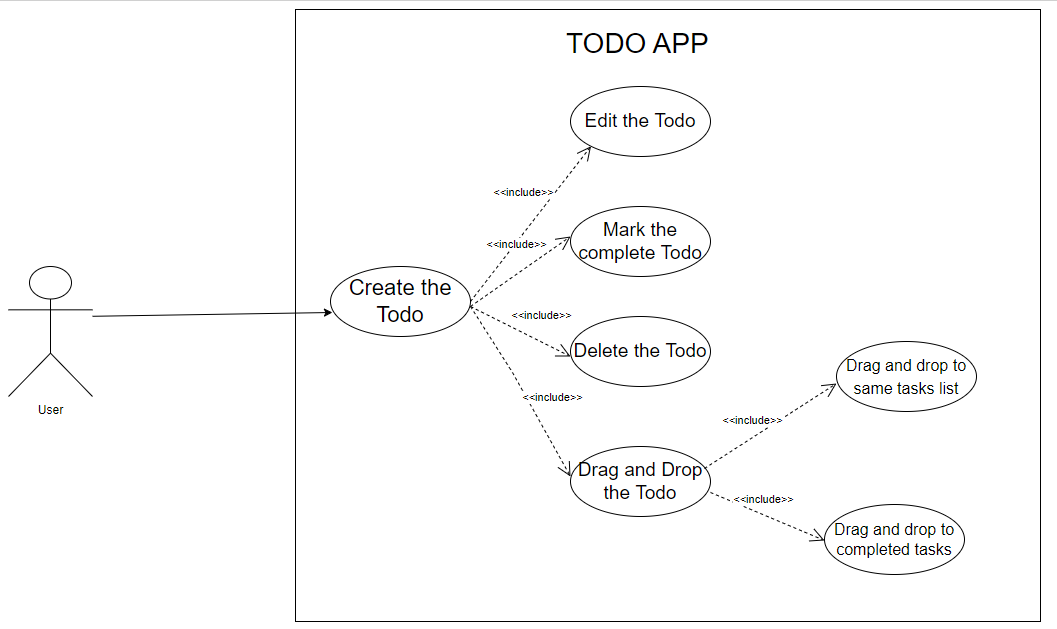 TODO APP
Edit the Todo
<<include>>
Mark the
complete Todo
<<include>>
Create the
Todo
<<include>>
Delete the Todo
Drag and drop to
same tasks list
<<include>>
<<include>>
User
Drag and Drop
the Todo
<<include>>
Drag and drop to
completed tasks